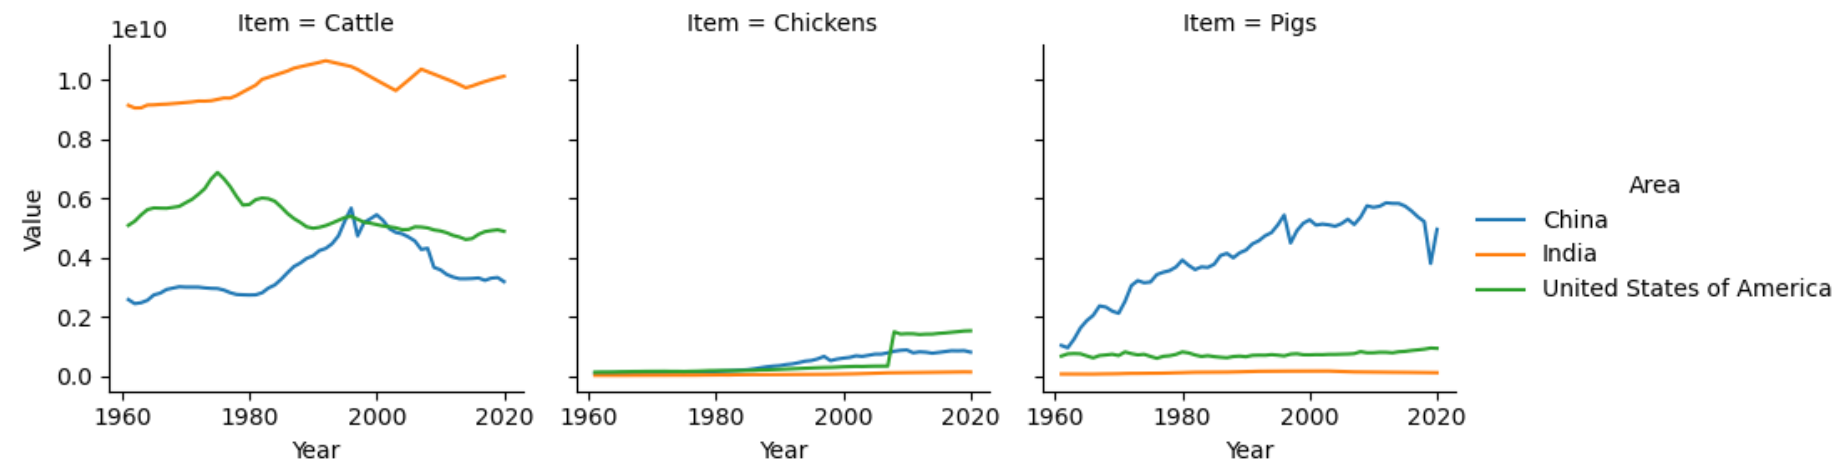 1e10
Item = Cattle
Item = Chickens
Item = Pigs
1.0
0.8
0.6
0.4
0.2
0.0
Value
1960 1980 2000 2020
1960 1980 2000 2020
1960 1980 2000 2020
Year
Year
Year
Area
China
India
United States of America